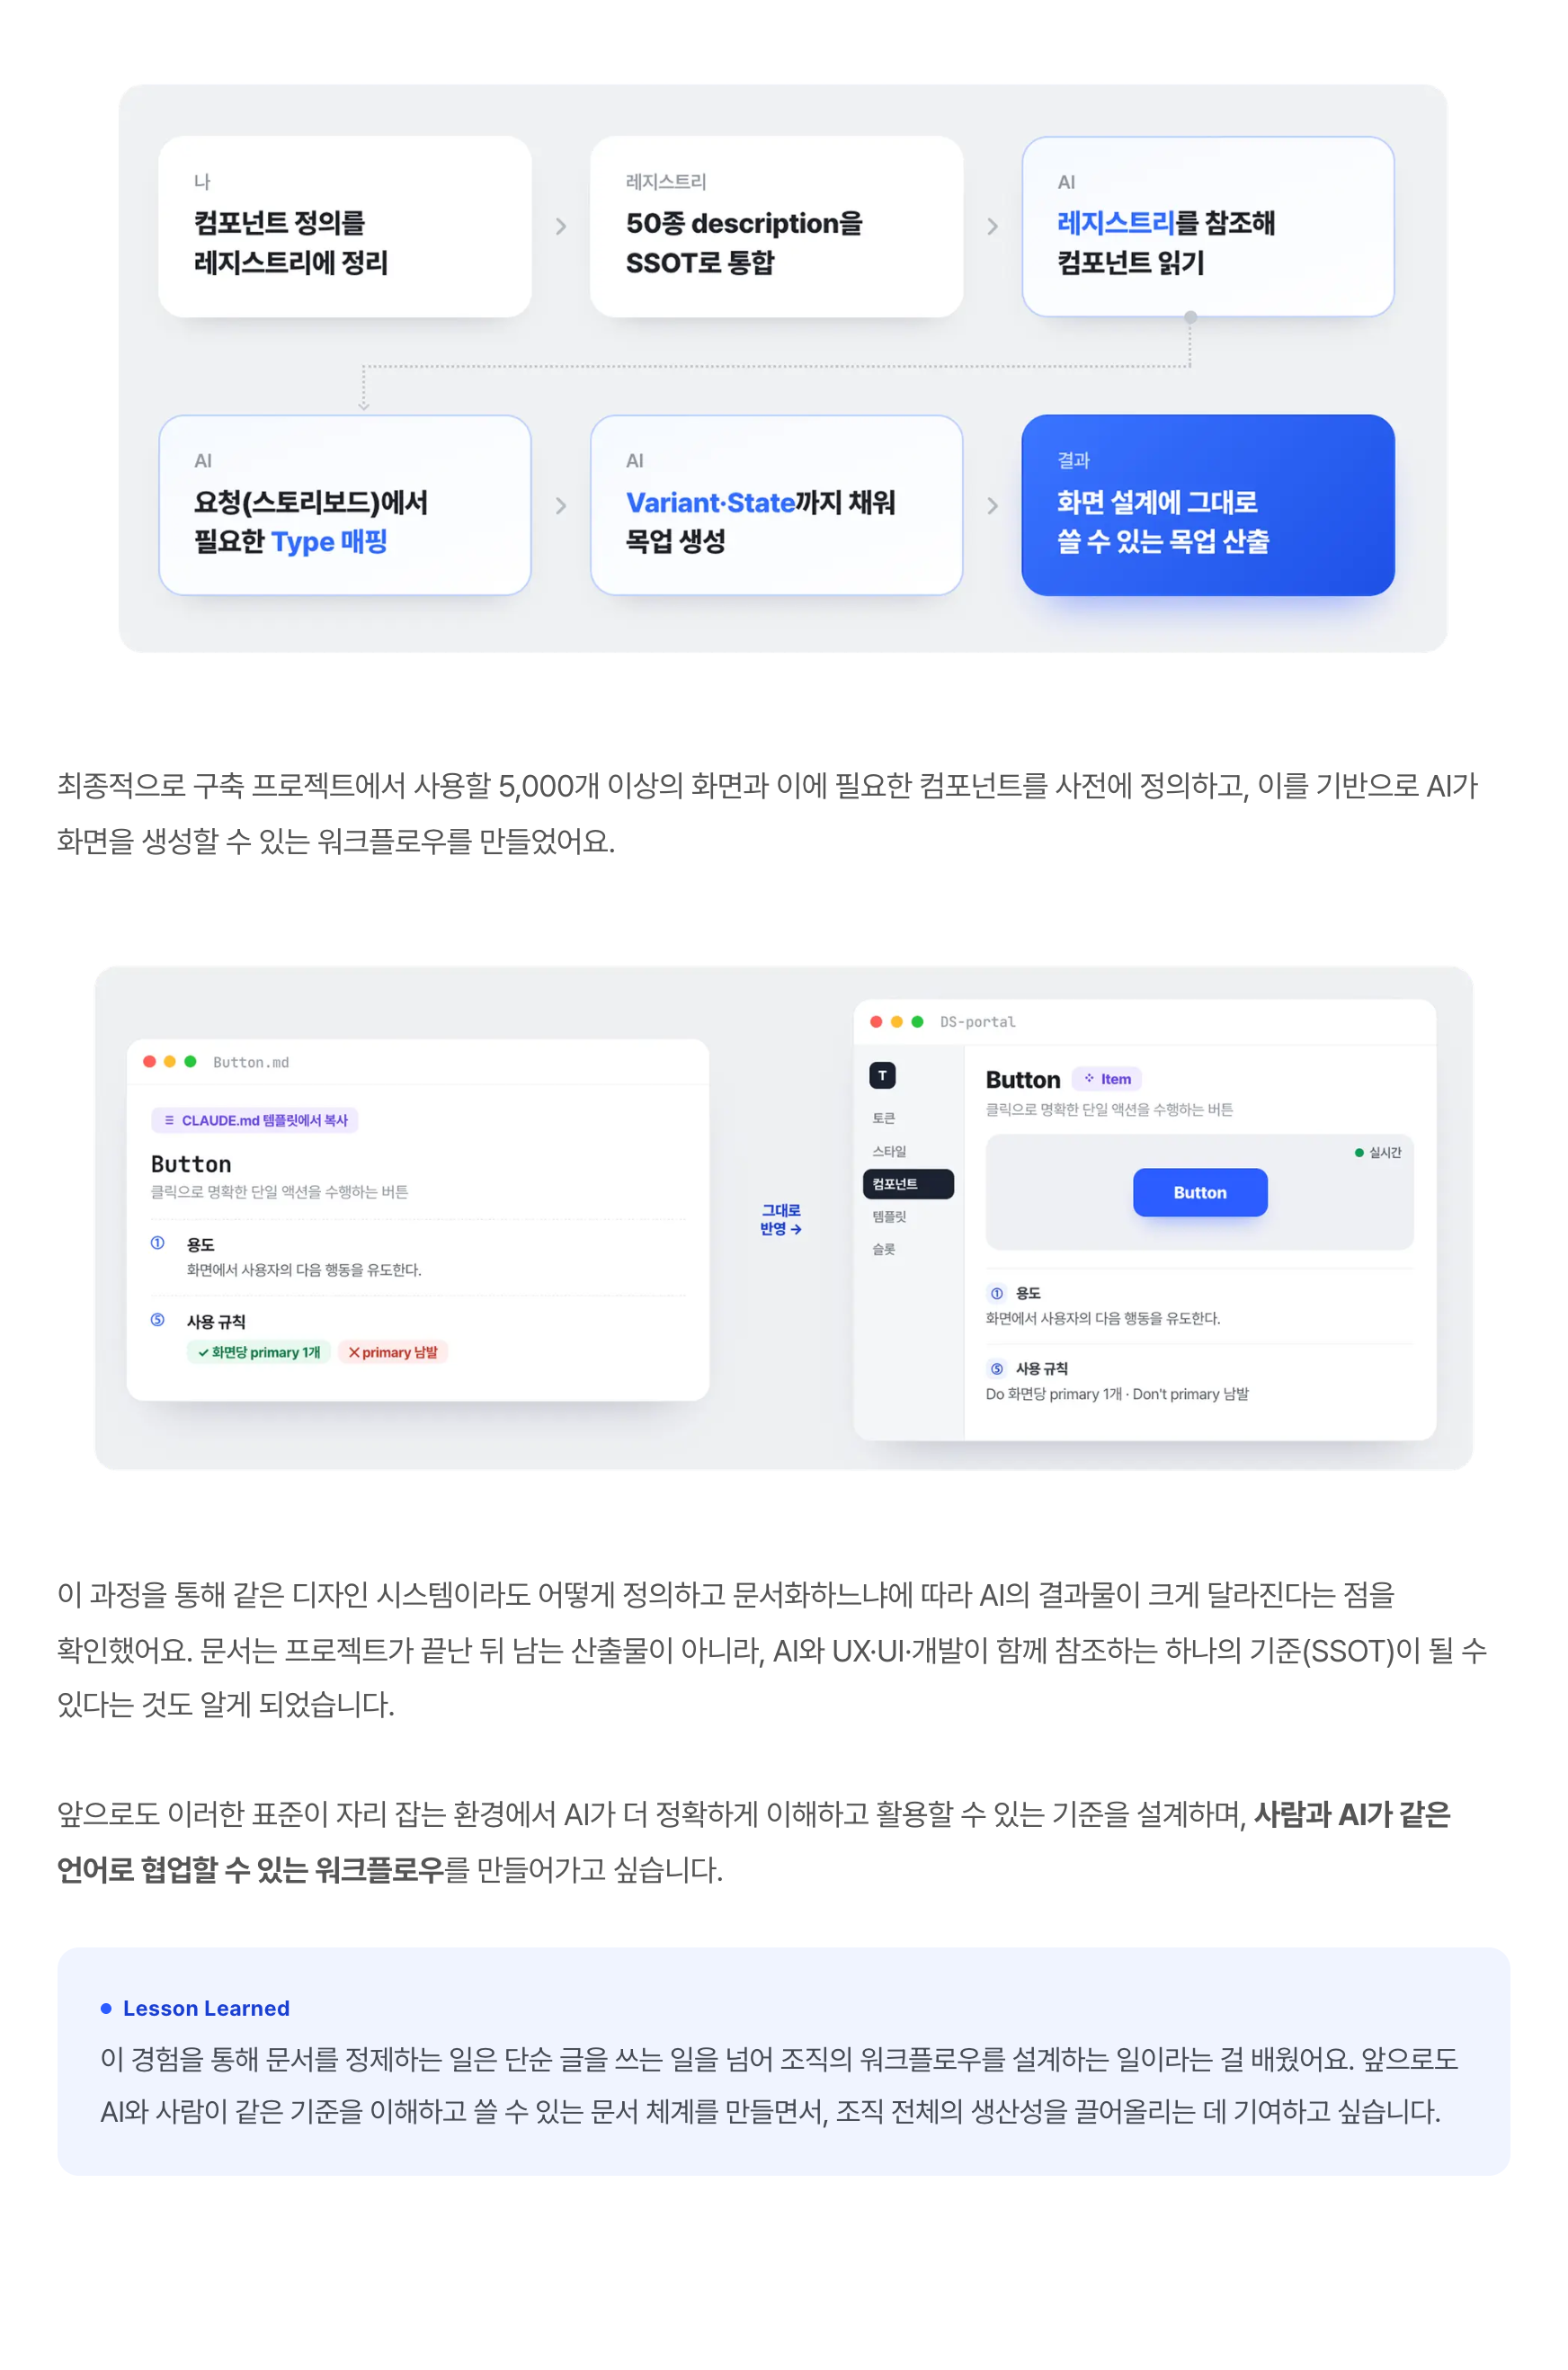 나
컴포넌트 정의를
레지스트리에 정리
레지스트리
50종 description을
SSOT로 통합
AI
레지스트리를 참조해
컴포넌트 읽기
AI
요청(스토리보드)에서
필요한 Type 매핑
AI
Variant·State까지 채워
목업 생성
결과
화면 설계에 그대로
쓸 수 있는 목업 산출
최종적으로 구축 프로젝트에서 사용할 5,000개 이상의 화면과 이에 필요한 컴포넌트를 사전에 정의하고, 이를 기반으로 AI가
화면을 생성할 수 있는 워크플로우를 만들었어요.
Button.md
CLAUDE.md 템플릿에서 복사
Button
클릭으로 명확한 단일 액션을 수행하는 버튼
① 용도
화면에서 사용자의 다음 행동을 유도한다.
⑤ 사용 규칙
✓ 화면당 primary 1개 ✕ primary 남발
그대로
반영 →
DS-portal
T
토큰
스타일
컴포넌트
템플릿
슬롯
Button Item
클릭으로 명확한 단일 액션을 수행하는 버튼
실시간
Button
① 용도
화면에서 사용자의 다음 행동을 유도한다.
⑤ 사용 규칙
Do 화면당 primary 1개 · Don't primary 남발
이 과정을 통해 같은 디자인 시스템이라도 어떻게 정의하고 문서화하느냐에 따라 AI의 결과물이 크게 달라진다는 점을
확인했어요. 문서는 프로젝트가 끝난 뒤 남는 산출물이 아니라, AI와 UX·UI·개발이 함께 참조하는 하나의 기준(SSOT)이 될 수
있다는 것도 알게 되었습니다.
앞으로도 이러한 표준이 자리 잡는 환경에서 AI가 더 정확하게 이해하고 활용할 수 있는 기준을 설계하며, 사람과 AI가 같은
언어로 협업할 수 있는 워크플로우를 만들어가고 싶습니다.
Lesson Learned
이 경험을 통해 문서를 정제하는 일은 단순 글을 쓰는 일을 넘어 조직의 워크플로우를 설계하는 일이라는 걸 배웠어요. 앞으로도
AI와 사람이 같은 기준을 이해하고 쓸 수 있는 문서 체계를 만들면서, 조직 전체의 생산성을 끌어올리는 데 기여하고 싶습니다.